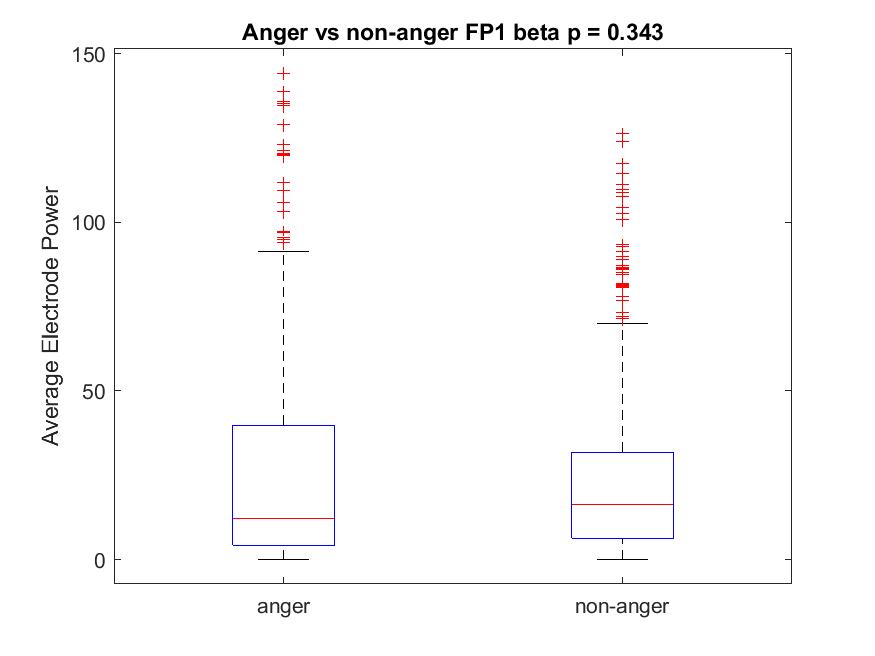 Anger vs non-anger FP1 beta p = 0.343
150
100
50
0
Average Electrode Power
anger
non-anger